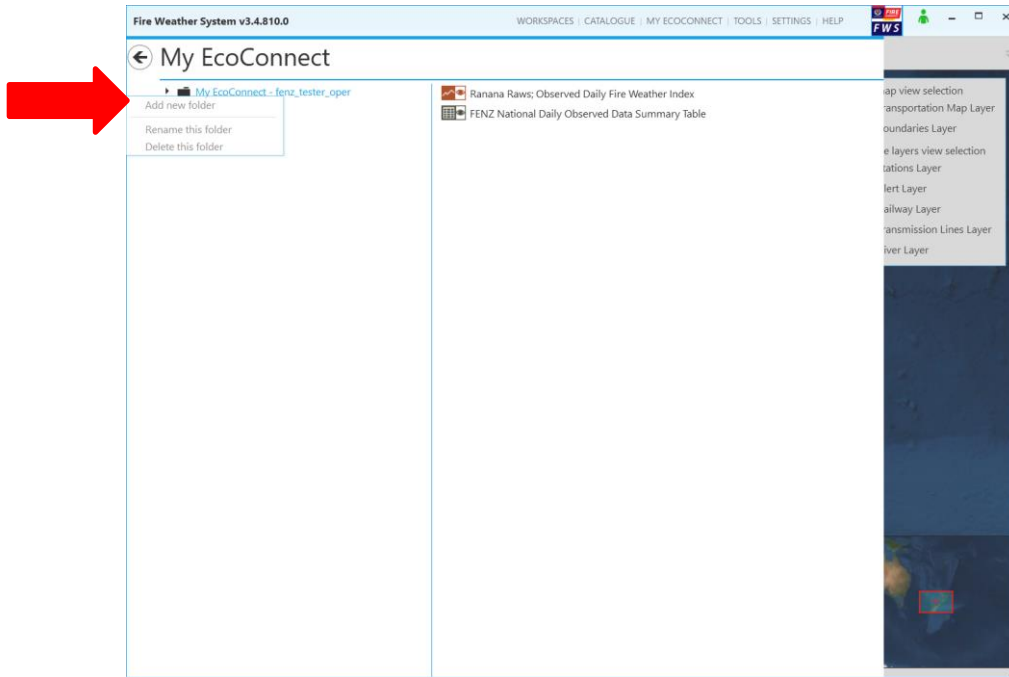 Fire Weather System v3.4.810.0
WORKSPACES | CATALOGUE | MY ECOCONNECT | TOOLS | SETTINGS | HELP
FIRE
FWS
My EcoConnect
My EcoConnect - fenz_tester_oper
Add new folder
Rename this folder
Delete this folder
Ranana Raws; Observed Daily Fire Weather Index
FENZ National Daily Observed Data Summary Table
ap view selection
ransportation Map Layer
oundaries Layer
e layers view selection
tations Layer
lert Layer
ailway Layer
ransmission Lines Layer
iver Layer